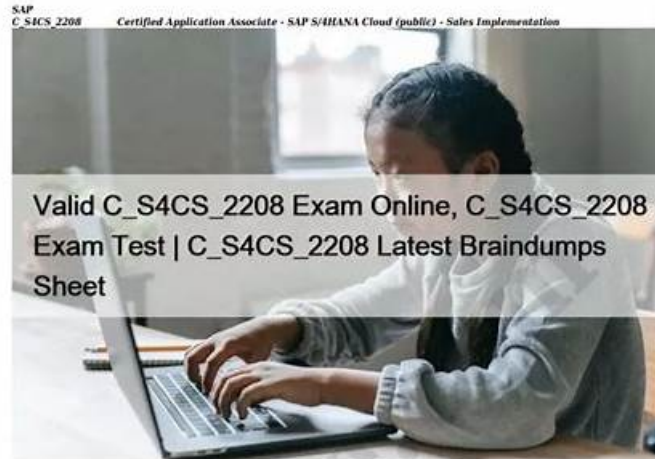 SAP
C_S4CS_2208 Certified Application Associate - SAP S/4HANA Cloud (public) - Sales Implementation
Valid C_S4CS_2208 Exam Online, C_S4CS_2208
Exam Test | C_S4CS_2208 Latest Braindumps
Sheet